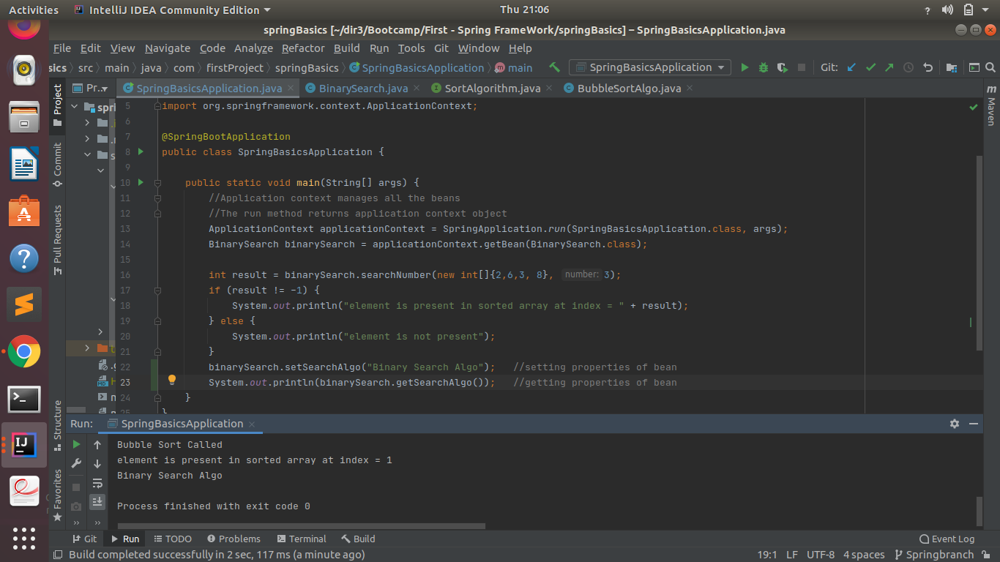 Activities IntelliJ IDEA Community Edition Thu 21:06 ?
springBasics [~/dir3/Bootcamp/First - Spring FrameWork/springBasics] – SpringBasicsApplication.java
File Edit View Navigate Code Analyze Refactor Build Run Tools Git Window Help
sics src main java com firstProject springBasics SpringBasicsApplication main SpringBasicsApplication Git:
Project Pr... SpringBasicsApplication.java BinarySearch.java SortAlgorithm.java BubbleSortAlgo.java Maven
Commit
Pull Requests
Structure
Favorites
spri
5 import org.springframework.context.ApplicationContext;
6
7 @SpringBootApplication
8 public class SpringBasicsApplication {
9
10 public static void main(String[] args) {
11 //Application context manages all the beans
12 //The run method returns application context object
13 ApplicationContext applicationContext = SpringApplication.run(SpringBasicsApplication.class, args);
14 BinarySearch binarySearch = applicationContext.getBean(BinarySearch.class);
15
16 int result = binarySearch.searchNumber(new int[]{2,6,3, 8}, number: 3);
17 if (result != -1) {
18 System.out.println("element is present in sorted array at index = " + result);
19 } else {
20 System.out.println("element is not present");
21 }
22 binarySearch.setSearchAlgo("Binary Search Algo"); //setting properties of bean
23 System.out.println(binarySearch.getSearchAlgo()); //getting properties of bean
24 }
25 }
Run: SpringBasicsApplication
Bubble Sort Called
element is present in sorted array at index = 1
Binary Search Algo
Process finished with exit code 0
Git Run TODO Problems Terminal Build Event Log
Build completed successfully in 2 sec, 117 ms (a minute ago) 19:1 LF UTF-8 4 spaces Springbranch